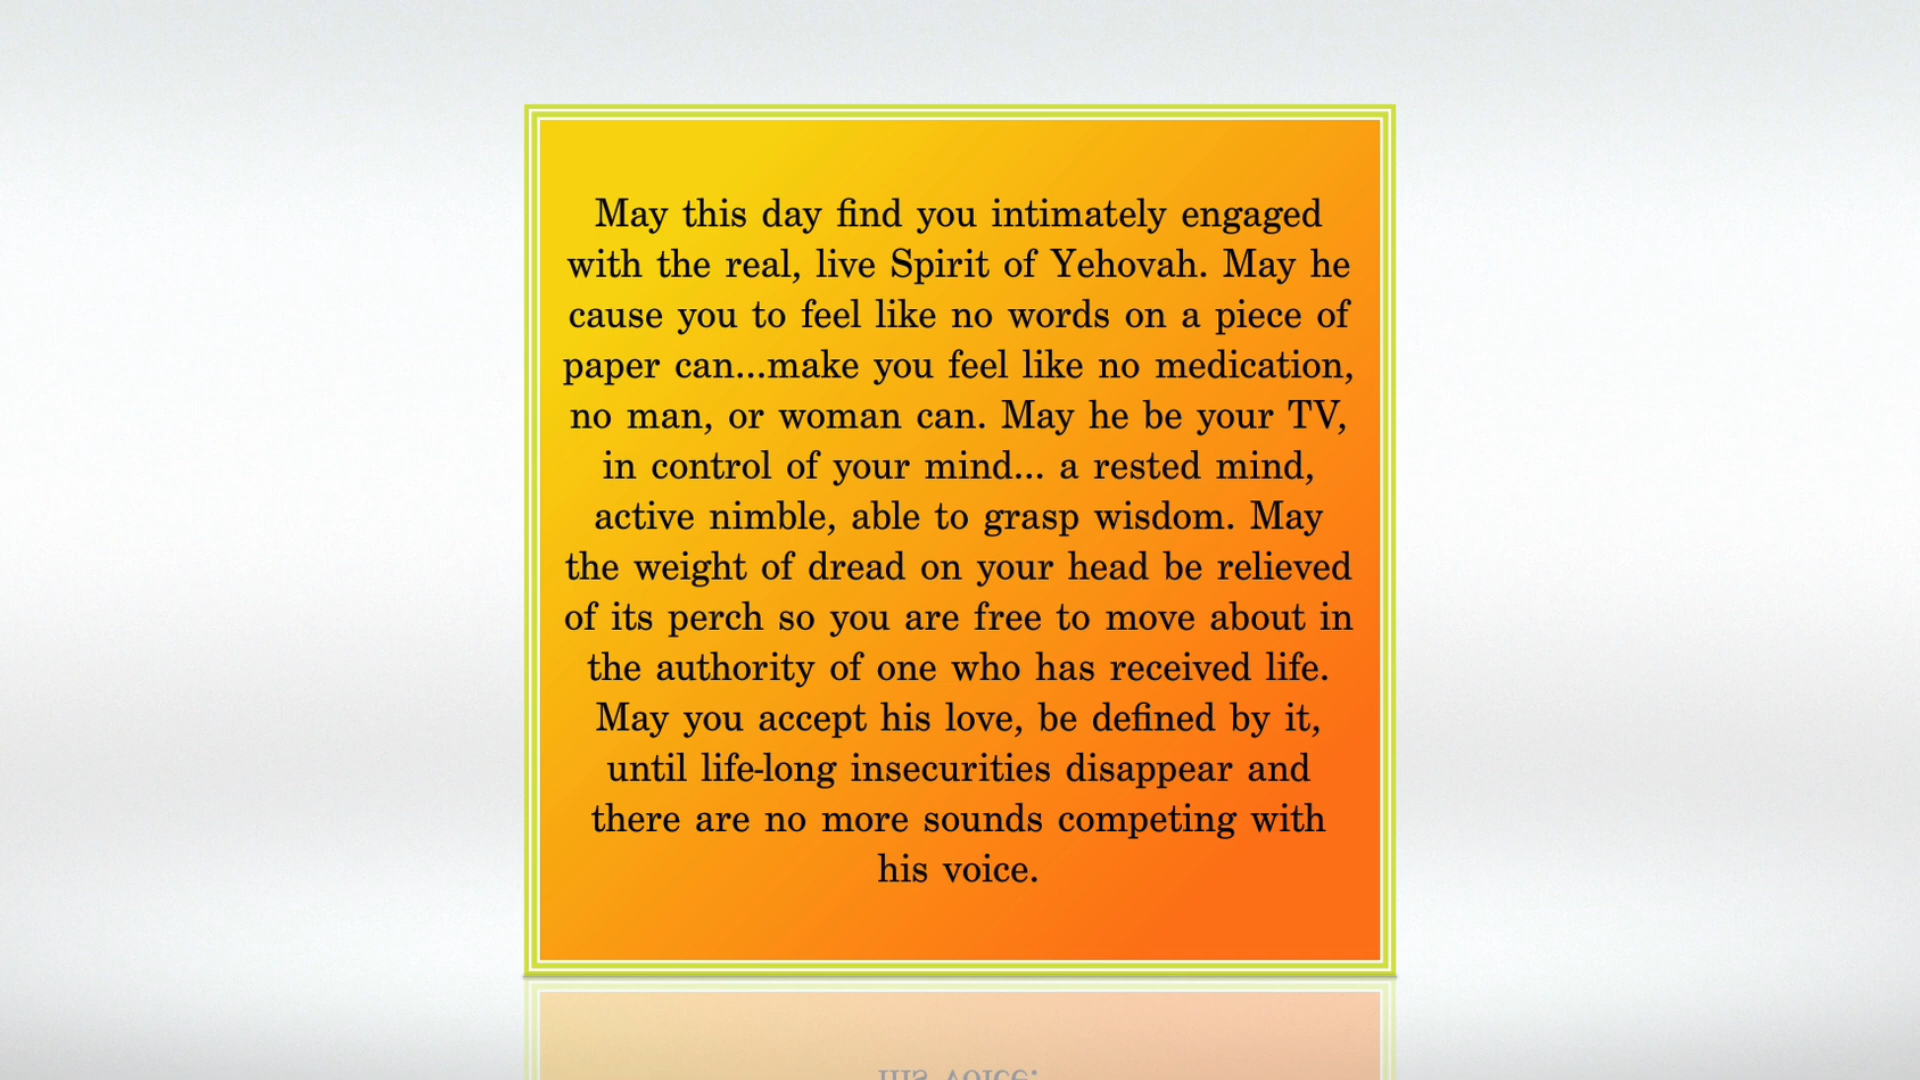 May this day find you intimately engaged
with the real, live Spirit of Yehovah. May he
cause you to feel like no words on a piece of
paper can...make you feel like no medication,
no man, or woman can. May he be your TV,
in control of your mind... a rested mind,
active nimble, able to grasp wisdom. May
the weight of dread on your head be relieved
of its perch so you are free to move about in
the authority of one who has received life.
May you accept his love, be defined by it,
until life-long insecurities disappear and
there are no more sounds competing with
his voice.